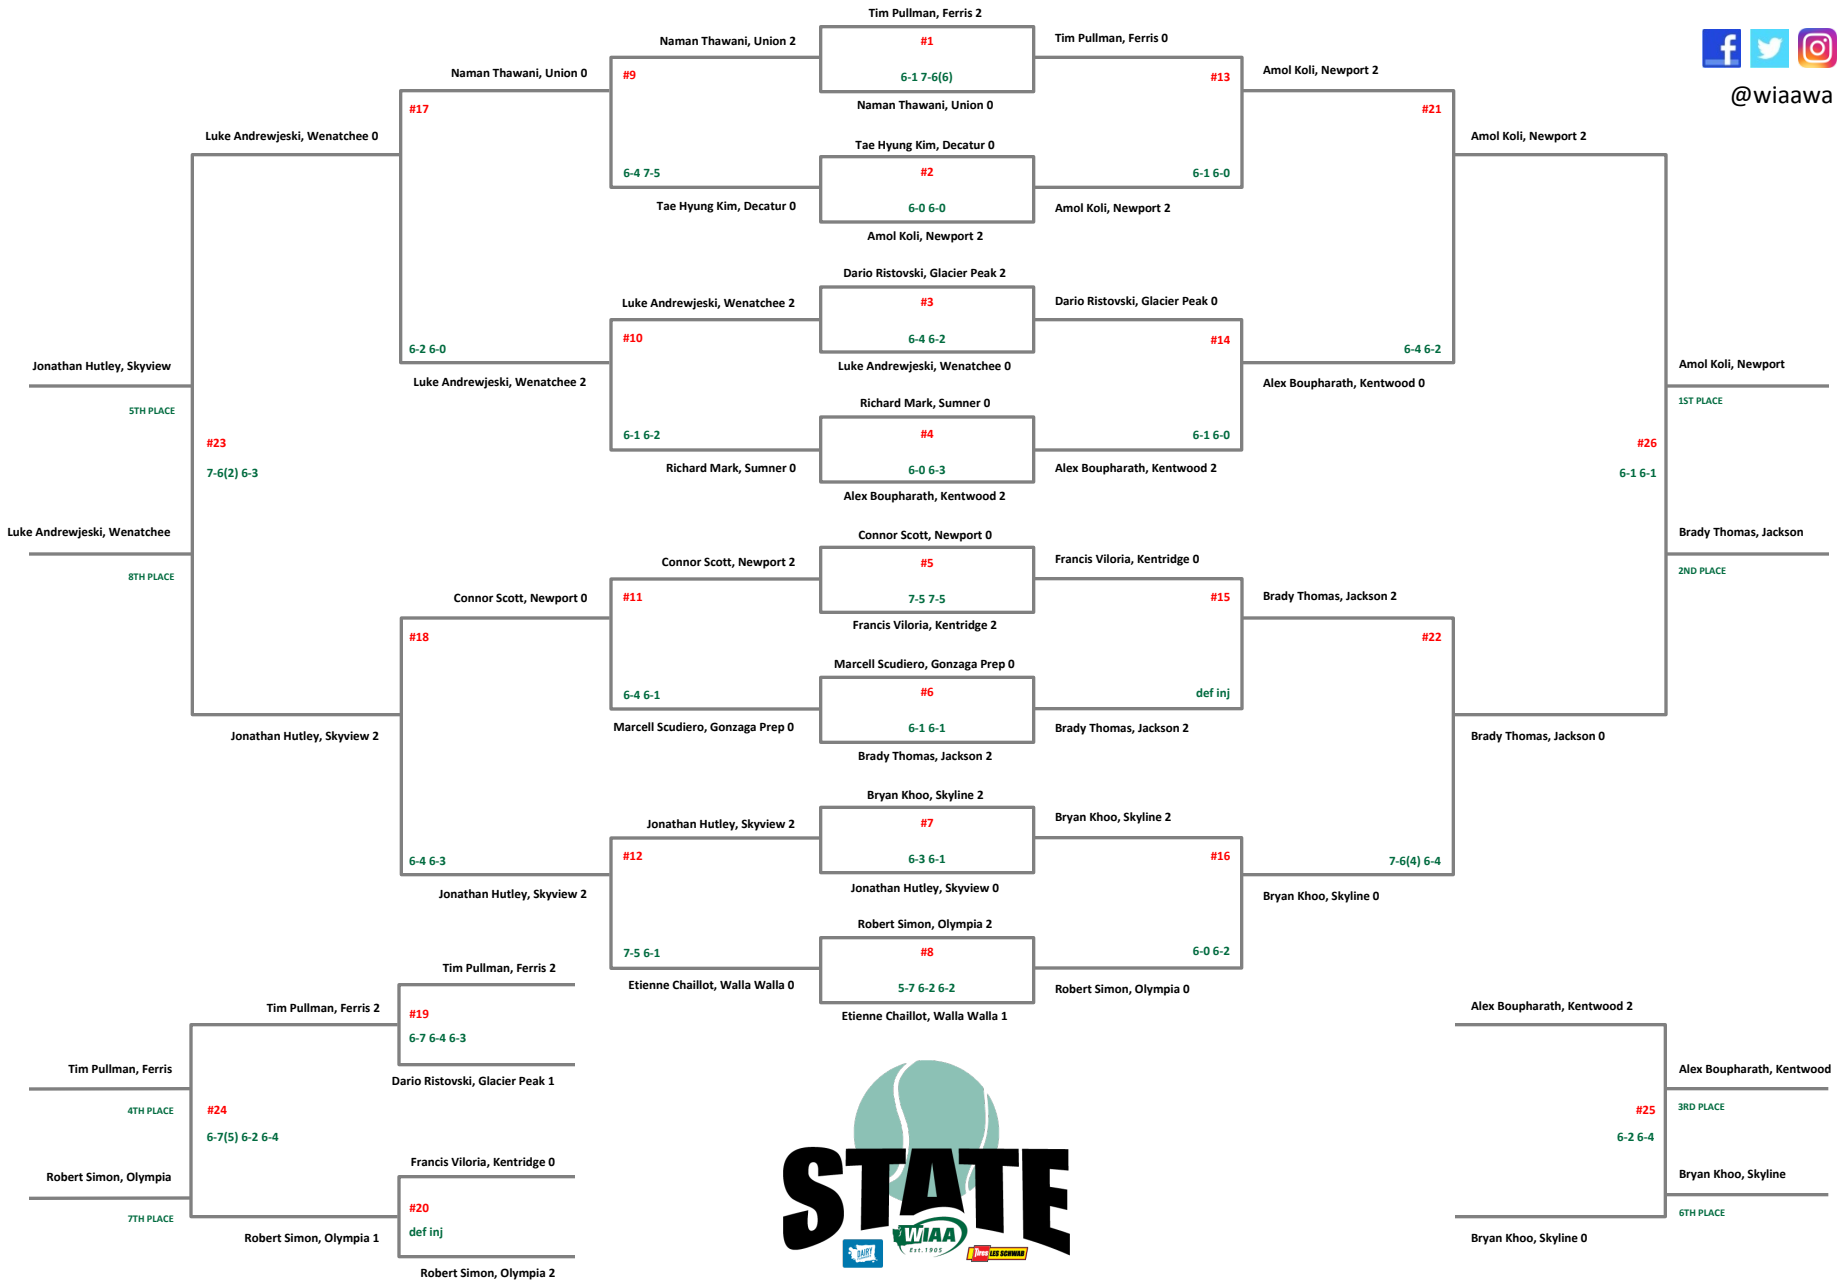 Tim Pullman, Ferris 2
Naman Thawani, Union 2
#1
Tim Pullman, Ferris 0
Naman Thawani, Union 0
#9
6-1 7-6(6)
#13
Amol Koli, Newport 2
@wiaawa
#17
Naman Thawani, Union 0
#21
Luke Andrewjeski, Wenatchee 0
Tae Hyung Kim, Decatur 0
Amol Koli, Newport 2
6-4 7-5
#2
6-1 6-0
Tae Hyung Kim, Decatur 0
6-0 6-0
Amol Koli, Newport 2
Amol Koli, Newport 2
Dario Ristovski, Glacier Peak 2
Luke Andrewjeski, Wenatchee 2
#3
Dario Ristovski, Glacier Peak 0
#10
6-4 6-2
#14
6-2 6-0
6-4 6-2
Jonathan Hutley, Skyview
Luke Andrewjeski, Wenatchee 0
Amol Koli, Newport
Luke Andrewjeski, Wenatchee 2
Alex Boupharath, Kentwood 0
5TH PLACE
Richard Mark, Sumner 0
1ST PLACE
#23
6-1 6-2
#4
6-1 6-0
#26
7-6(2) 6-3
Richard Mark, Sumner 0
6-0 6-3
Alex Boupharath, Kentwood 2
6-1 6-1
Alex Boupharath, Kentwood 2
Luke Andrewjeski, Wenatchee
Connor Scott, Newport 0
Brady Thomas, Jackson
8TH PLACE
Connor Scott, Newport 2
#5
Francis Viloria, Kentridge 0
2ND PLACE
Connor Scott, Newport 0
#11
7-5 7-5
#15
Brady Thomas, Jackson 2
#18
Francis Viloria, Kentridge 2
#22
Marcell Scudiero, Gonzaga Prep 0
6-4 6-1
#6
def inj
Jonathan Hutley, Skyview 2
Marcell Scudiero, Gonzaga Prep 0
6-1 6-1
Brady Thomas, Jackson 2
Brady Thomas, Jackson 0
Brady Thomas, Jackson 2
Bryan Khoo, Skyline 2
Jonathan Hutley, Skyview 2
#7
Bryan Khoo, Skyline 2
6-4 6-3
#12
6-3 6-1
#16
7-6(4) 6-4
Jonathan Hutley, Skyview 2
Jonathan Hutley, Skyview 0
Bryan Khoo, Skyline 0
Robert Simon, Olympia 2
7-5 6-1
#8
6-0 6-2
Tim Pullman, Ferris 2
Etienne Chaillot, Walla Walla 0
5-7 6-2 6-2
Robert Simon, Olympia 0
Tim Pullman, Ferris 2
#19
Etienne Chaillot, Walla Walla 1
Alex Boupharath, Kentwood 2
6-7 6-4 6-3
Tim Pullman, Ferris
Dario Ristovski, Glacier Peak 1
Alex Boupharath, Kentwood
4TH PLACE
#24
#25
3RD PLACE
6-7(5) 6-2 6-4
6-2 6-4
Robert Simon, Olympia
Francis Viloria, Kentridge 0
Bryan Khoo, Skyline
7TH PLACE
#20
6TH PLACE
Robert Simon, Olympia 1
def inj
Bryan Khoo, Skyline 0
Robert Simon, Olympia 2
STATE
WIAA
Est. 1905
DAIRY
Tires LES SCHWAB